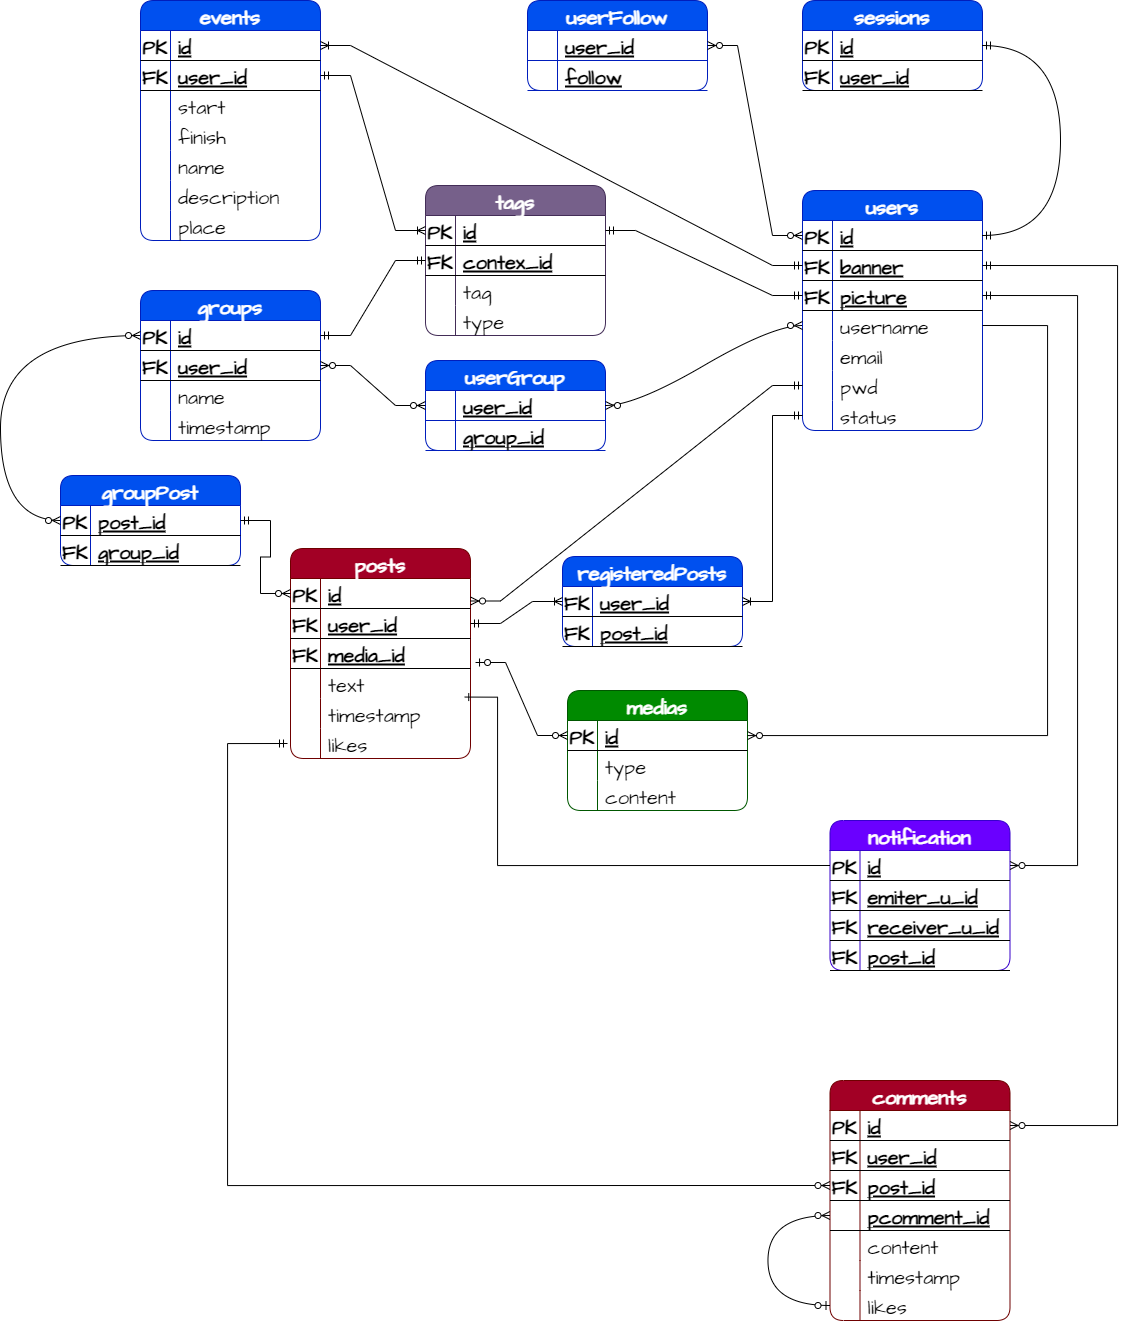 events
PK id
FK user_id
start
finish
name
description
place
userFollow
user_id
follow
sessions
PK id
FK user_id
tags
PK id
FK contex_id
tag
type
users
PK id
FK banner
FK picture
username
email
pwd
status
groups
PK id
FK user_id
name
timestamp
userGroup
user_id
group_id
groupPost
PK post_id
FK group_id
posts
PK id
FK user_id
FK media_id
text
timestamp
likes
registeredPosts
FK user_id
FK post_id
medias
PK id
type
content
notification
PK id
FK emiter_u_id
FK receiver_u_id
FK post_id
comments
PK id
FK user_id
FK post_id
pcomment_id
content
timestamp
likes